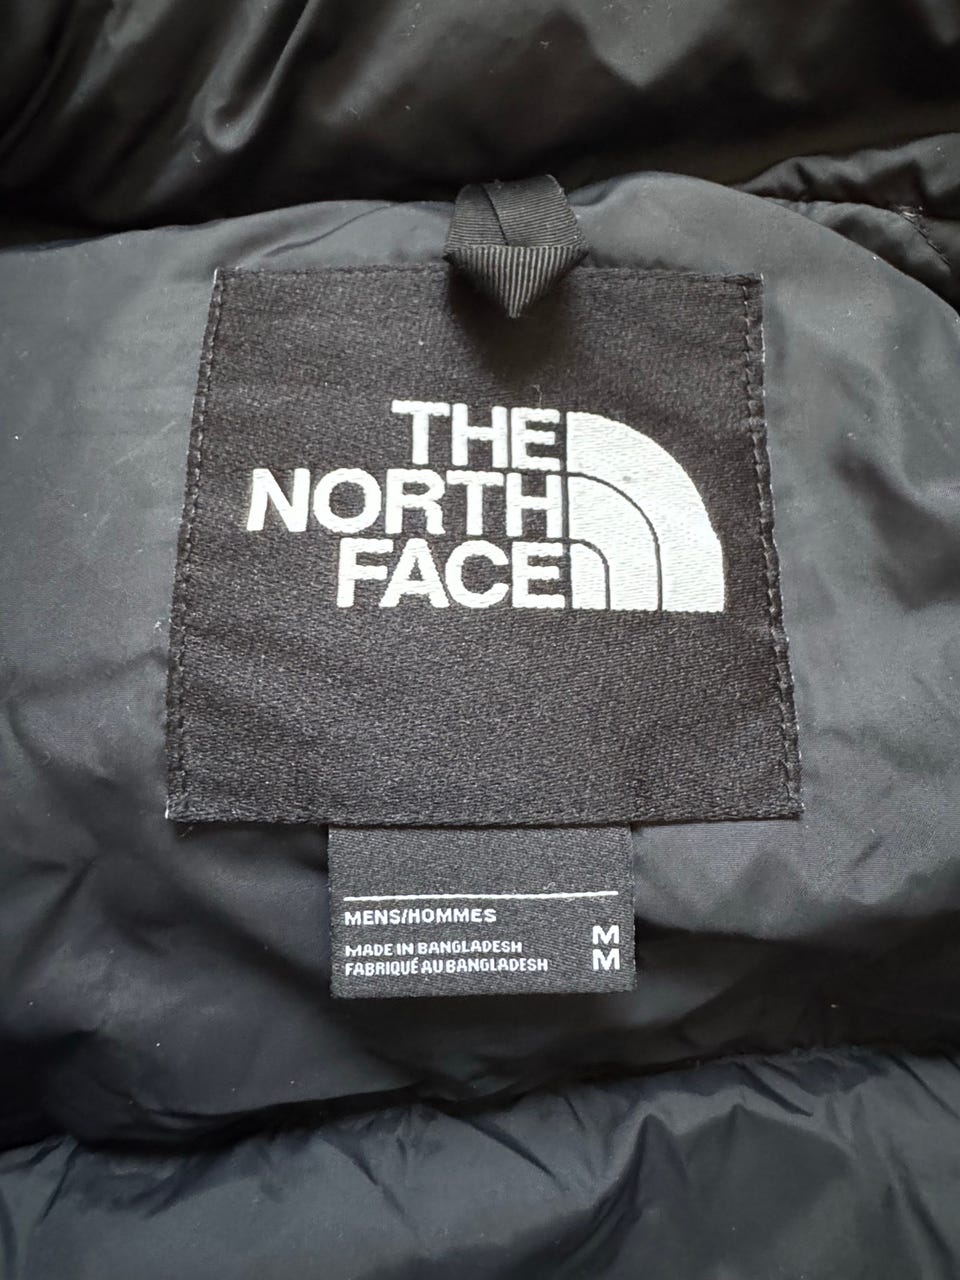 THE
NORTH
FACE
MENS/HOMMES
MADE IN BANGLADESH
FABRIQUÉ AU BANGLADESH
M
M